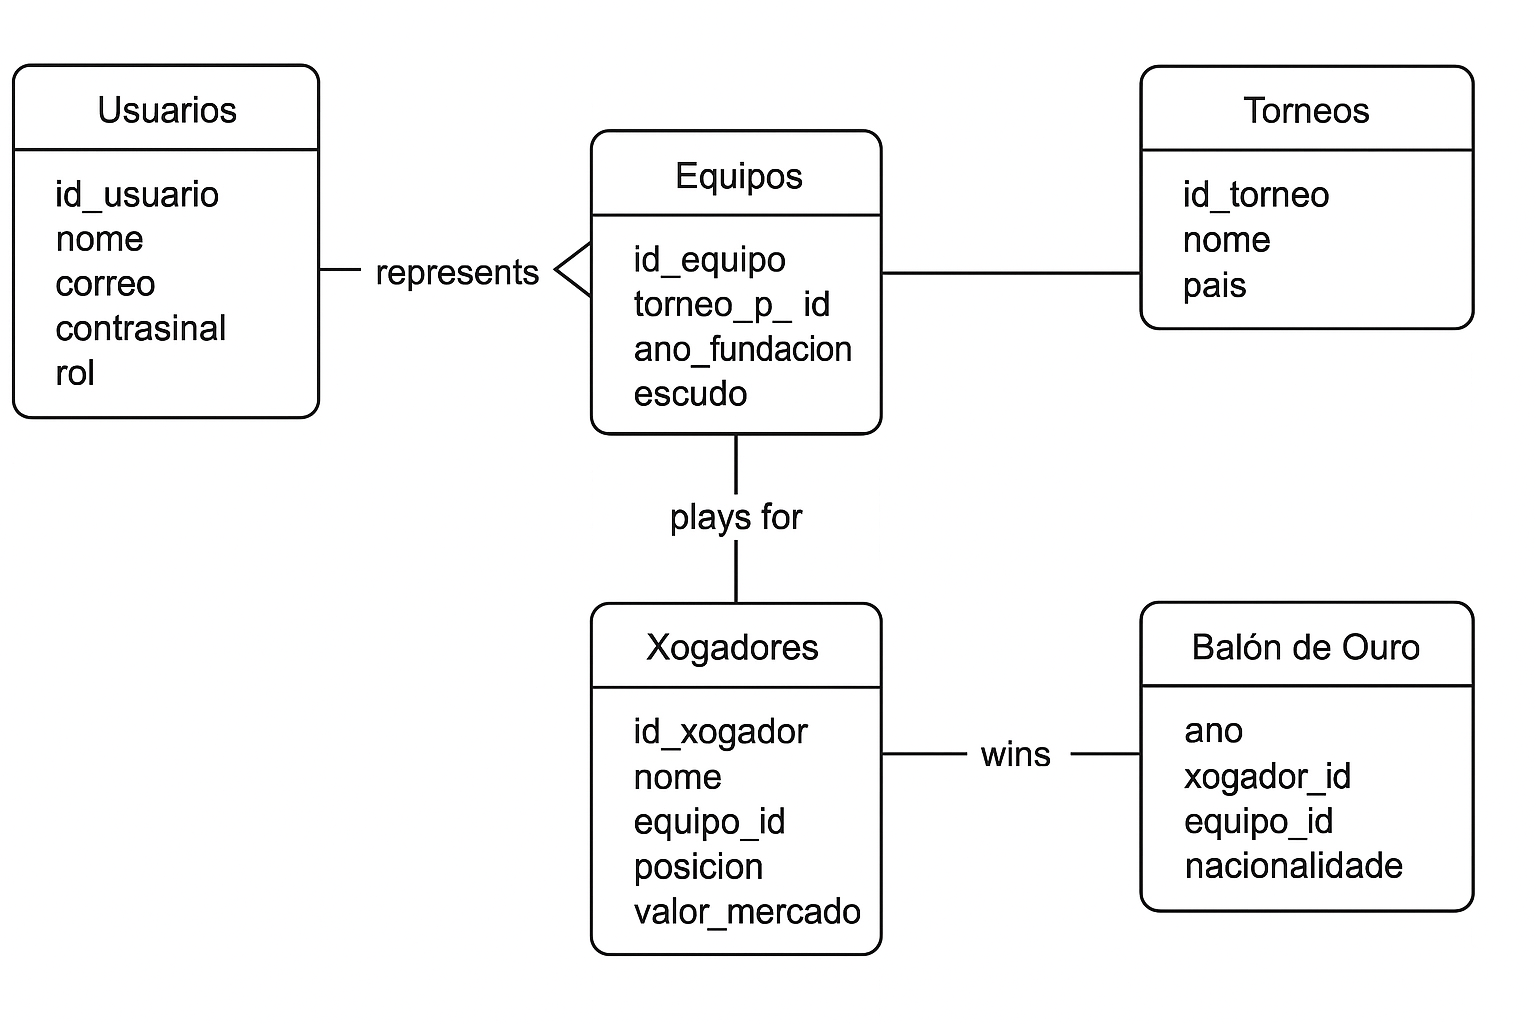 Usuarios
id_usuario
nome
correo
contrasinal
rol
represents
Equipos
id_equipo
torneo_p_ id
ano_fundacion
escudo
Torneos
id_torneo
nome
pais
plays for
Xogadores
id_xogador
nome
equipo_id
posicion
valor_mercado
wins
Balón de Ouro
ano
xogador_id
equipo_id
nacionalidade